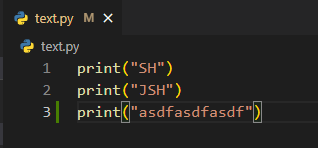 text.py M X
text.py
1 print("SH")
2 print("JSH")
3 print("asdfasdfasdf")